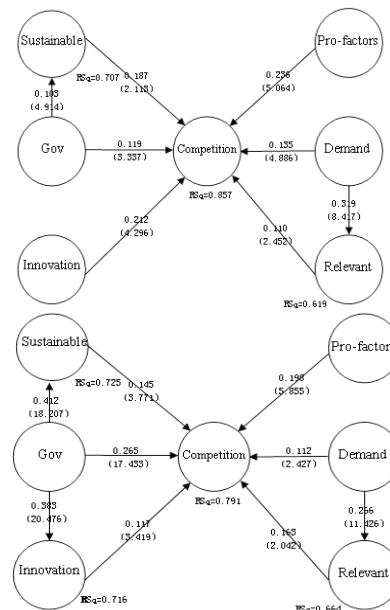 Sustainable
Pro-factors
RSq=0.707
0.187
(2.113)
0.236
(5.064)
0.103
(4.914)
Gov
0.119
(3.337)
Competition
0.135
(4.886)
Demand
RSq=0.857
0.319
(8.417)
0.212
(4.296)
0.110
(2.452)
Innovation
Relevant
RSq=0.619
Sustainable
Pro-factors
RSq=0.725
0.145
(3.771)
0.198
(5.855)
0.412
(18.207)
Gov
0.265
(17.433)
Competition
0.112
(2.427)
Demand
RSq=0.791
0.383
(20.476)
0.117
(3.419)
0.163
(2.042)
0.266
(11.426)
Innovation
Relevant
RSq=0.716
RSq=0.664